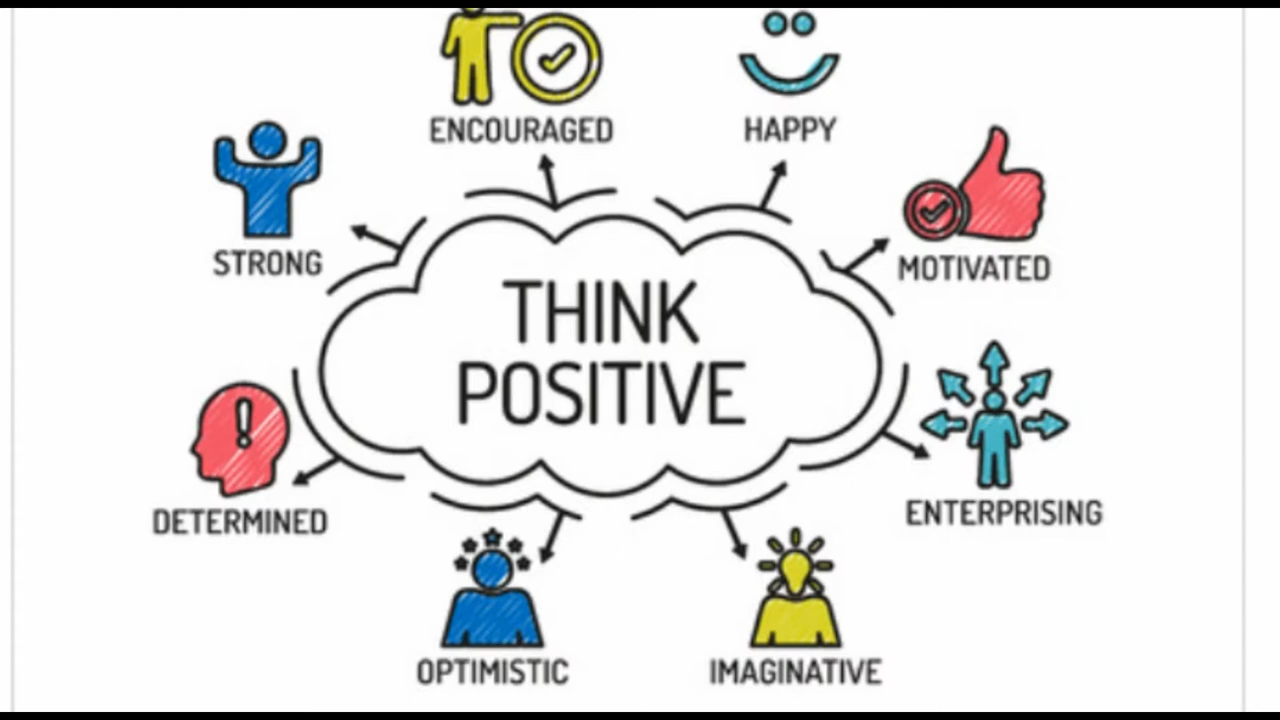 ENCOURAGED
HAPPY
STRONG
MOTIVATED
THINK
POSITIVE
DETERMINED
ENTERPRISING
OPTIMISTIC
IMAGINATIVE